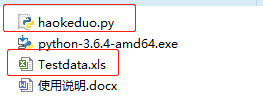 haokeduo.py
python-3.6.4-amd64.exe
Testdata.xls
使用说明.docx